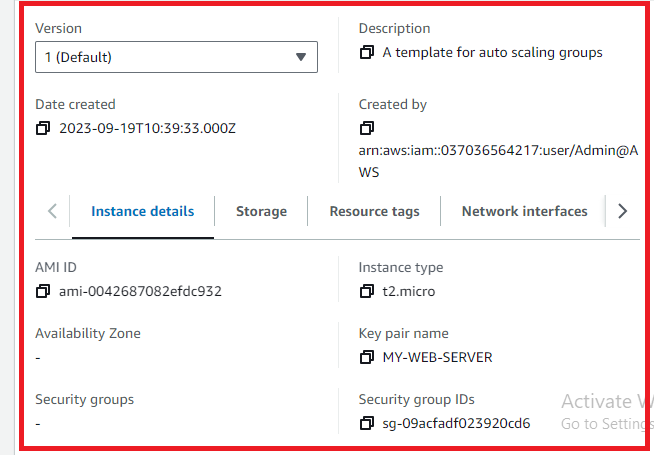 Version
Description
1 (Default)
A template for auto scaling groups
Date created
Created by
2023-09-19T10:39:33.000Z
arn:aws:iam::037036564217:user/Admin@A
WS
Instance details
Storage
Resource tags
Network interfaces
AMI ID
Instance type
ami-0042687082efdc932
t2.micro
Availability Zone
Key pair name
-
MY-WEB-SERVER
Security groups
Security group IDs
-
sg-09acfadf023920cd6
Activate W
Go to Settings